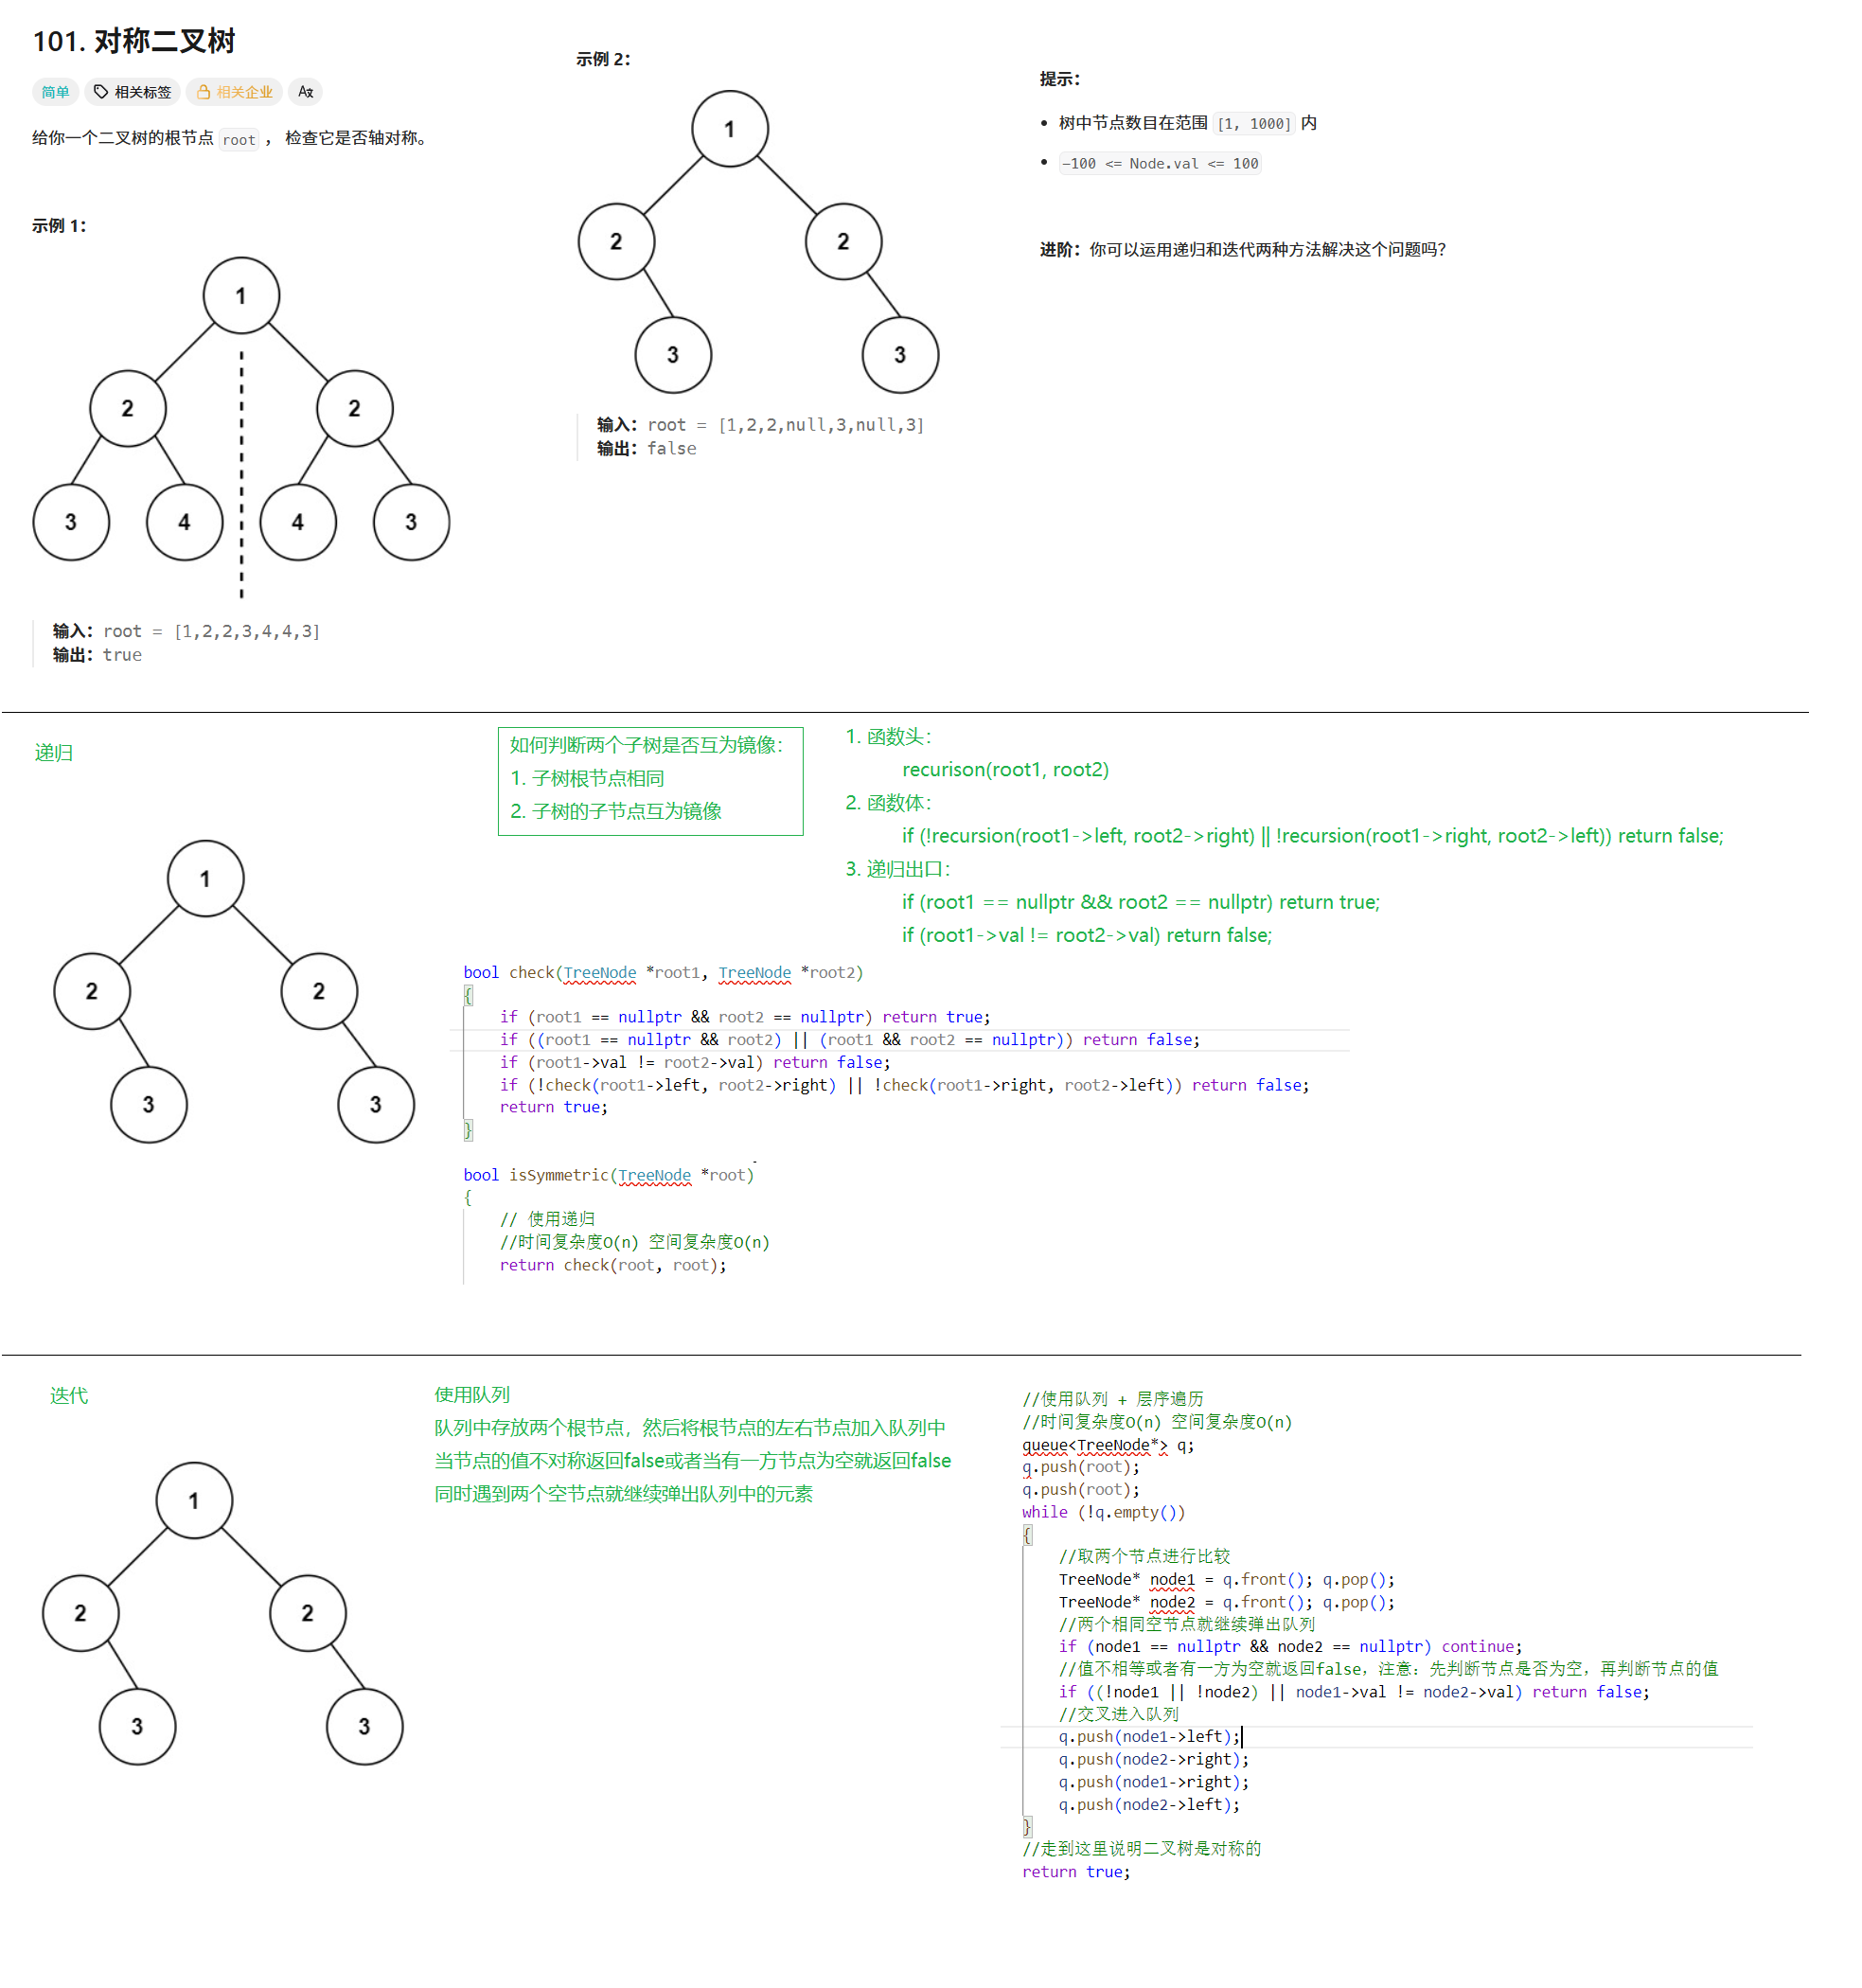 101. 对称二叉树
简单 相关标签 相关企业
给你一个二叉树的根节点 root ， 检查它是否轴对称。
示例 1：
1
2 2
3 4 4 3
输入：root = [1,2,2,3,4,4,3]
输出：true
示例 2：
1
2 2
3 3
输入：root = [1,2,2,null,3,null,3]
输出：false
提示：
• 树中节点数目在范围 [1, 1000] 内
• -100 <= Node.val <= 100
进阶：你可以运用递归和迭代两种方法解决这个问题吗？
递归
1
2 2
3 3
如何判断两个子树是否互为镜像：
1. 子树根节点相同
2. 子树的子节点互为镜像
1. 函数头：
recurison(root1, root2)
2. 函数体：
if (!recursion(root1->left, root2->right) || !recursion(root1->right, root2->left)) return false;
3. 递归出口：
if (root1 == nullptr && root2 == nullptr) return true;
if (root1->val != root2->val) return false;
bool check(TreeNode *root1, TreeNode *root2)
{
if (root1 == nullptr && root2 == nullptr) return true;
if ((root1 == nullptr && root2) || (root1 && root2 == nullptr)) return false;
if (root1->val != root2->val) return false;
if (!check(root1->left, root2->right) || !check(root1->right, root2->left)) return false;
return true;
}
bool isSymmetric(TreeNode *root)
{
// 使用递归
//时间复杂度O(n) 空间复杂度O(n)
return check(root, root);
迭代
1
2 2
3 3
使用队列
队列中存放两个根节点，然后将根节点的左右节点加入队列中
当节点的值不对称返回false或者当有一方节点为空就返回false
同时遇到两个空节点就继续弹出队列中的元素
//使用队列 + 层序遍历
//时间复杂度O(n) 空间复杂度O(n)
queue<TreeNode*> q;
q.push(root);
q.push(root);
while (!q.empty())
{
//取两个节点进行比较
TreeNode* node1 = q.front(); q.pop();
TreeNode* node2 = q.front(); q.pop();
//两个相同空节点就继续弹出队列
if (node1 == nullptr && node2 == nullptr) continue;
//值不相等或者有一方为空就返回false，注意：先判断节点是否为空，再判断节点的值
if ((!node1 || !node2) || node1->val != node2->val) return false;
//交叉进入队列
q.push(node1->left);
q.push(node2->right);
q.push(node1->right);
q.push(node2->left);
}
//走到这里说明二叉树是对称的
return true;